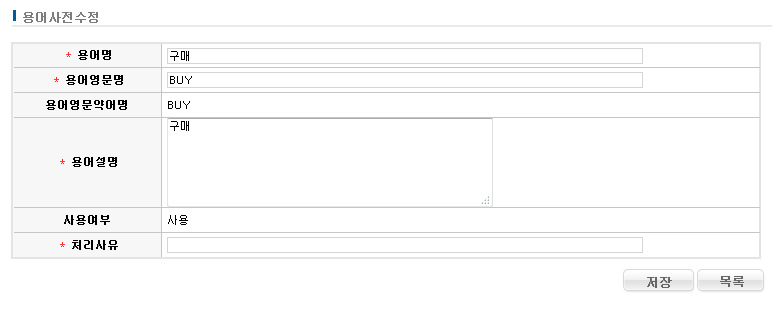 용어사전수정
* 용어명 구매
* 용어영문명 BUY
용어영문약어명 BUY
* 용어설명 구매
사용여부 사용
* 처리사유
저장 목록